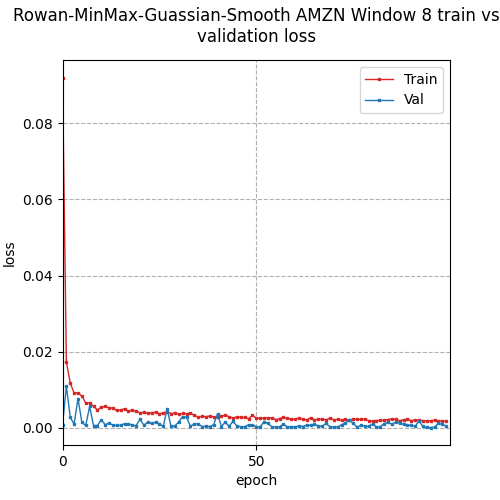 Rowan-MinMax-Guassian-Smooth AMZN Window 8 train vs
validation loss
Train
Val
0.08
0.06
0.04
0.02
0.00
loss
0
50
epoch